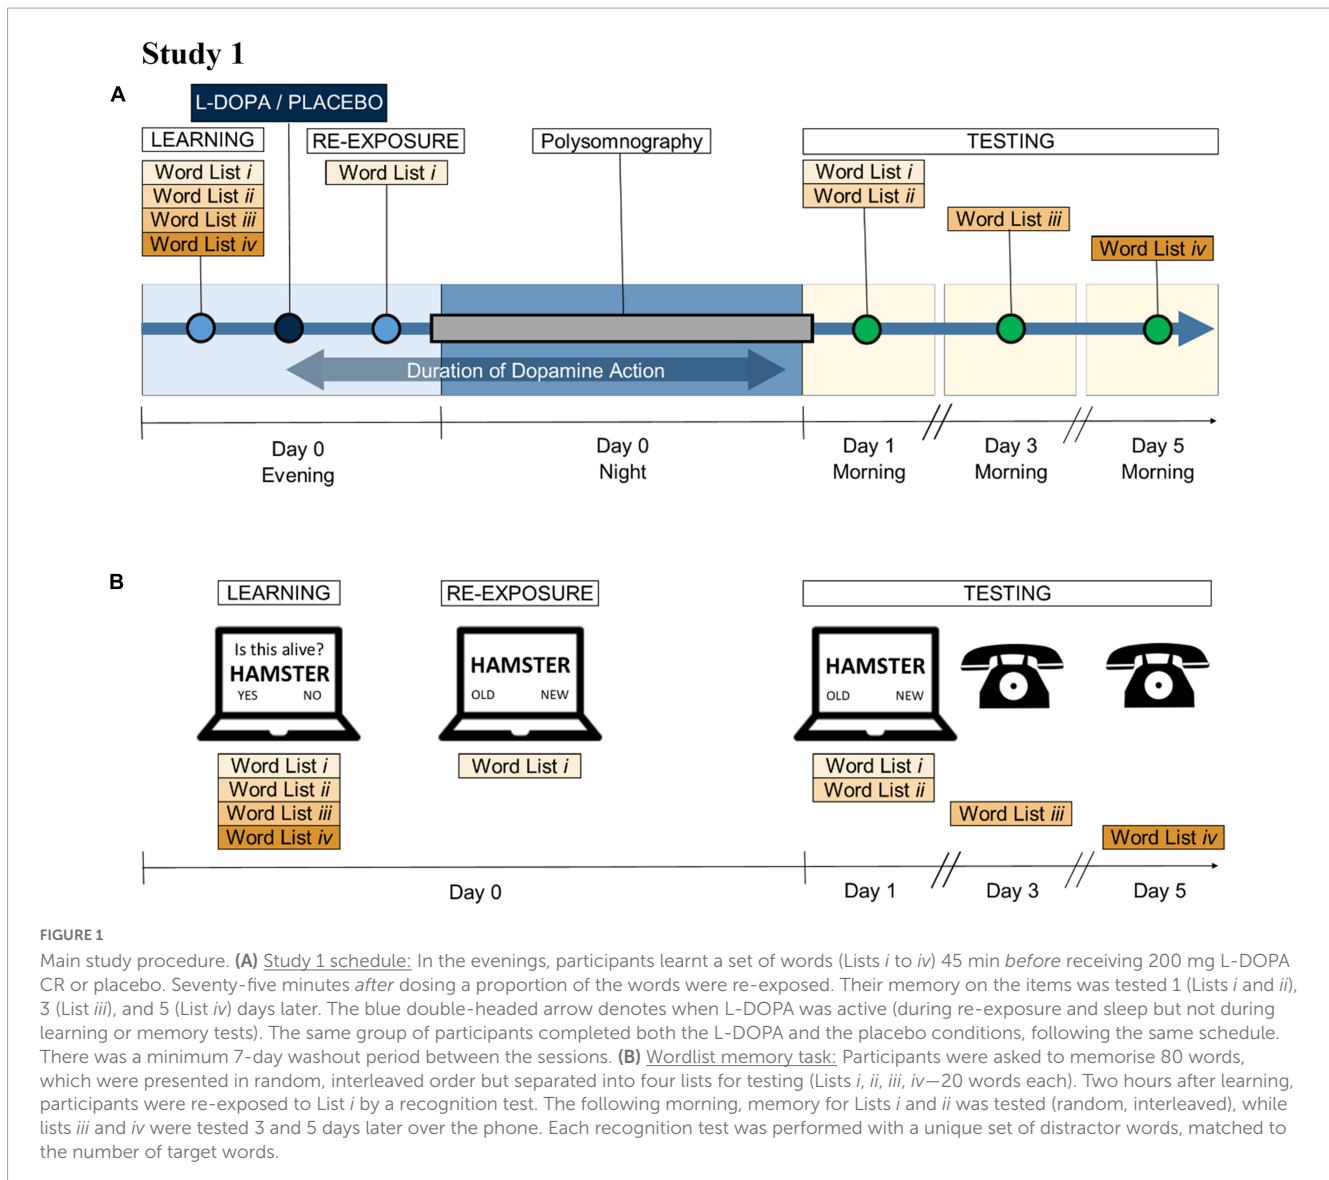 Study 1
A
L-DOPA / PLACEBO
LEARNING
RE-EXPOSURE
Polysomnography
TESTING
Word List i
Word List ii
Word List iii
Word List iv
Word List i
Word List i
Word List ii
Word List iii
Word List iv
Duration of Dopamine Action
Day 0
Evening
Day 0
Night
Day 1
Morning
Day 3
Morning
Day 5
Morning
B
LEARNING
RE-EXPOSURE
TESTING
Is this alive?
HAMSTER
YES NO
HAMSTER
OLD NEW
HAMSTER
OLD NEW
Word List i
Word List ii
Word List iii
Word List iv
Word List i
Word List i
Word List ii
Word List iii
Word List iv
Day 0
Day 1
Day 3
Day 5
FIGURE 1
Main study procedure. (A) Study 1 schedule: In the evenings, participants learnt a set of words (Lists i to iv) 45 min before receiving 200 mg L-DOPA
CR or placebo. Seventy-five minutes after dosing a proportion of the words were re-exposed. Their memory on the items was tested 1 (Lists i and ii),
3 (List iii), and 5 (List iv) days later. The blue double-headed arrow denotes when L-DOPA was active (during re-exposure and sleep but not during
learning or memory tests). The same group of participants completed both the L-DOPA and the placebo conditions, following the same schedule.
There was a minimum 7-day washout period between the sessions. (B) Wordlist memory task: Participants were asked to memorise 80 words,
which were presented in random, interleaved order but separated into four lists for testing (Lists i, ii, iii, iv—20 words each). Two hours after learning,
participants were re-exposed to List i by a recognition test. The following morning, memory for Lists i and ii was tested (random, interleaved), while
lists iii and iv were tested 3 and 5 days later over the phone. Each recognition test was performed with a unique set of distractor words, matched to
the number of target words.